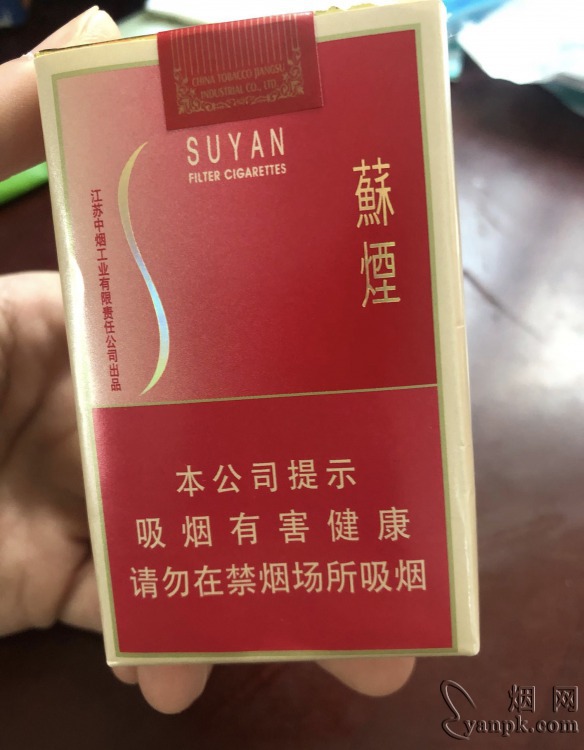 CHINA TOBACCO JIANGSU
INDUSTRIAL CO., LTD.
SUYAN
FILTER CIGARETTES
蘇煙
江苏中烟工业有限责任公司出品
本公司提示
吸烟有害健康
请勿在禁烟场所吸烟
烟网
yanpk.com